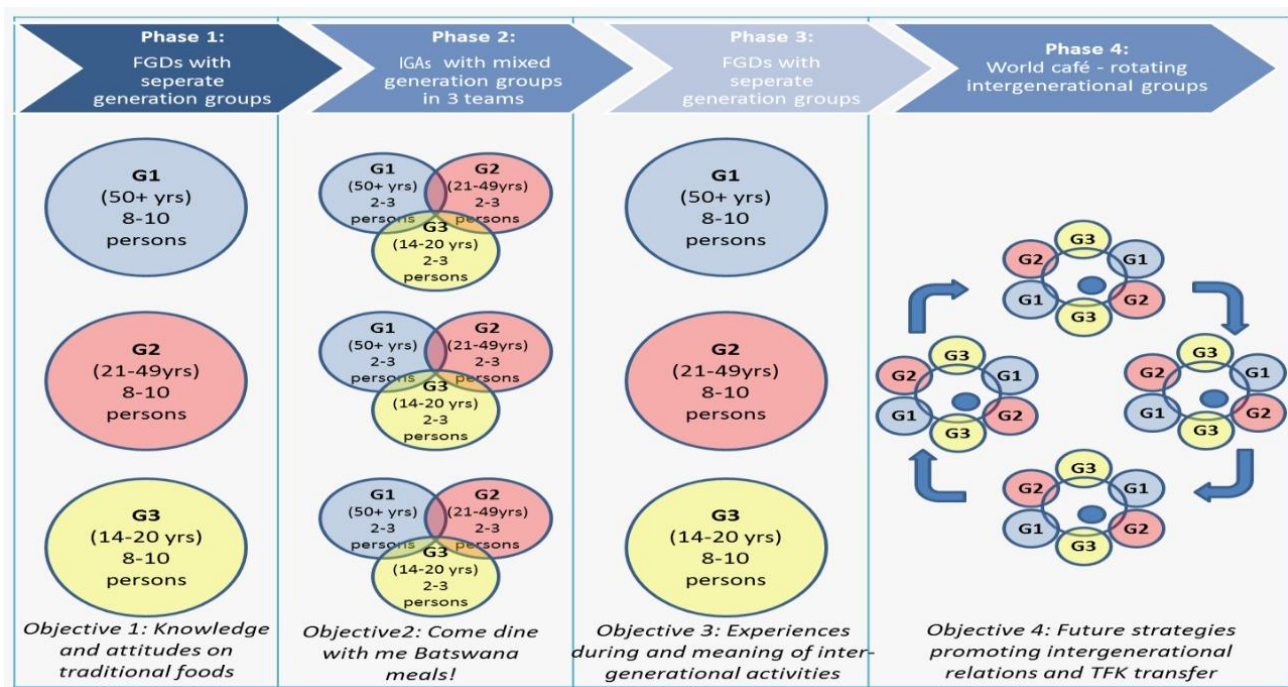 Phase 1:
FGDs with
seperate
generation groups
Phase 2:
IGAs with mixed
generation groups
in 3 teams
Phase 3:
FGDs with
seperate
generation groups
Phase 4:
World café - rotating
intergenerational groups
G1
(50+ yrs)
8-10
persons
G2
(21-49yrs)
8-10
persons
G3
(14-20 yrs)
8-10
persons
Objective 1: Knowledge
and attitudes on
traditional foods
G1
(50+ yrs)
2-3
persons
G2
(21-49yrs)
2-3
persons
G3
(14-20 yrs)
2-3
persons
G1
(50+ yrs)
2-3
persons
G2
(21-49yrs)
2-3
persons
G3
(14-20 yrs)
2-3
persons
G1
(50+ yrs)
2-3
persons
G2
(21-49yrs)
2-3
persons
G3
(14-20 yrs)
2-3
persons
Objective2: Come dine
with me Batswana
meals!
G1
(50+ yrs)
8-10
persons
G2
(21-49yrs)
8-10
persons
G3
(14-20 yrs)
8-10
persons
Objective 3: Experiences
during and meaning of inter-
generational activities
G3
G2 G1
G1 G2
G3
G3
G2 G1
G1 G2
G3
G3
G2 G1
G1 G2
G3
G3
G2 G1
G1 G2
G3
Objective 4: Future strategies
promoting intergenerational
relations and TFK transfer